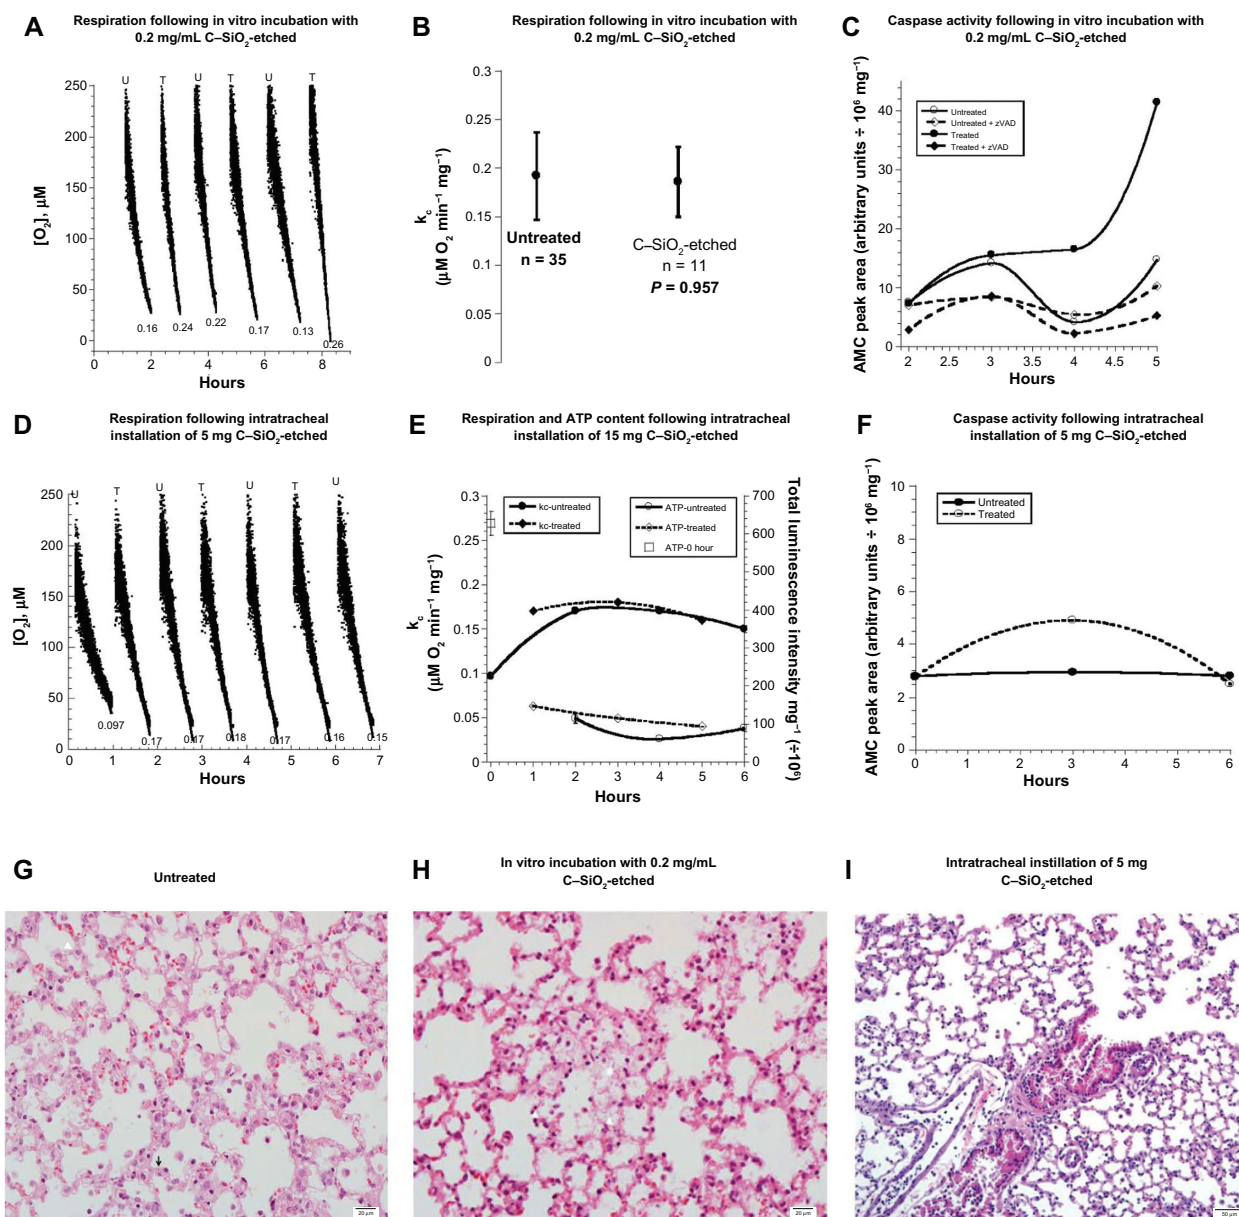 A
Respiration following in vitro incubation with
0.2 mg/mL C–SiO₂-etched
[O₂], µM
250
200
150
100
50
0
U T U T U T
0.16 0.24 0.22 0.17 0.13 0.26
0 2 4 6 8
Hours
B
Respiration following in vitro incubation with
0.2 mg/mL C–SiO₂-etched
k꜀
(µM O₂ min⁻¹ mg⁻¹)
0.3
0.25
0.2
0.15
0.1
0.05
0
Untreated
n = 35
C–SiO₂-etched
n = 11
P = 0.957
C
Caspase activity following in vitro incubation with
0.2 mg/mL C–SiO₂-etched
AMC peak area (arbitrary units ÷ 10⁶ mg⁻¹)
40
30
20
10
0
Untreated
Untreated + zVAD
Treated
Treated + zVAD
2 2.5 3 3.5 4 4.5 5
Hours
D
Respiration following intratracheal
installation of 5 mg C–SiO₂-etched
[O₂], µM
250
200
150
100
50
0
U T U T U T U
0.097 0.17 0.17 0.18 0.17 0.16 0.15
0 1 2 3 4 5 6 7
Hours
E
Respiration and ATP content following intratracheal
installation of 15 mg C–SiO₂-etched
k꜀
(µM O₂ min⁻¹ mg⁻¹)
0.3
0.25
0.2
0.15
0.1
0.05
0
kc-untreated
kc-treated
ATP-untreated
ATP-treated
ATP-0 hour
700
600
500
400
300
200
100
0
Total luminescence intensity mg⁻¹ (÷10⁶)
0 1 2 3 4 5 6
Hours
F
Caspase activity following intratracheal
installation of 5 mg C–SiO₂-etched
AMC peak area (arbitrary units ÷ 10⁶ mg⁻¹)
10
8
6
4
2
0
Untreated
Treated
0 2 4 6
Hours
G
Untreated
20 µm
H
In vitro incubation with 0.2 mg/mL
C–SiO₂-etched
20 µm
I
Intratracheal instillation of 5 mg
C–SiO₂-etched
50 µm